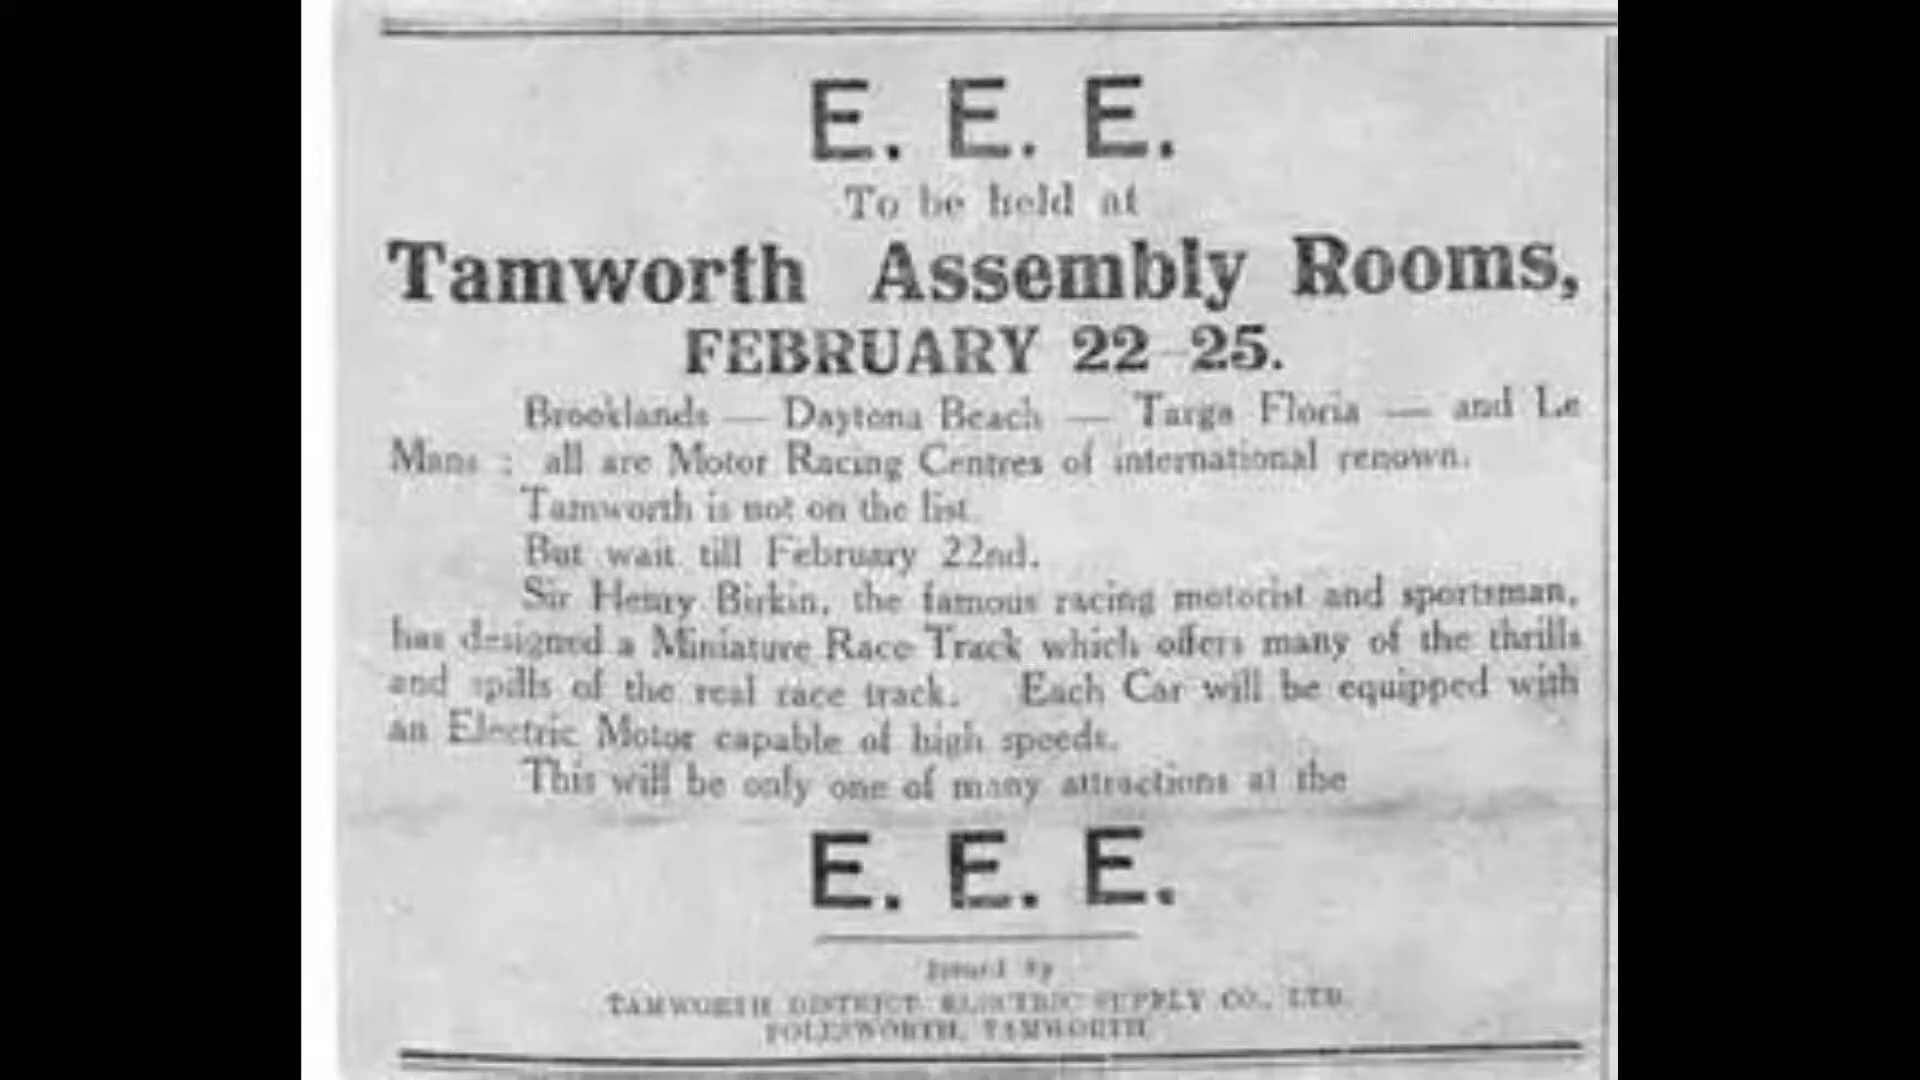 E. E. E.
To be held at
Tamworth Assembly Rooms,
FEBRUARY 22-25.
Brooklands — Daytona Beach — Targa Floria — and Le
Mans : all are Motor Racing Centres of international renown.
Tamworth is not on the list.
But wait till February 22nd.
Sir Henry Birkin, the famous racing motorist and sportsman,
has designed a Miniature Race Track which offers many of the thrills
and spills of the real race track. Each Car will be equipped with
an Electric Motor capable of high speeds.
This will be only one of many attractions at the
E. E. E.
Issued by
TAMWORTH DISTRICT ELECTRIC SUPPLY CO., LTD.
POLESWORTH, TAMWORTH.